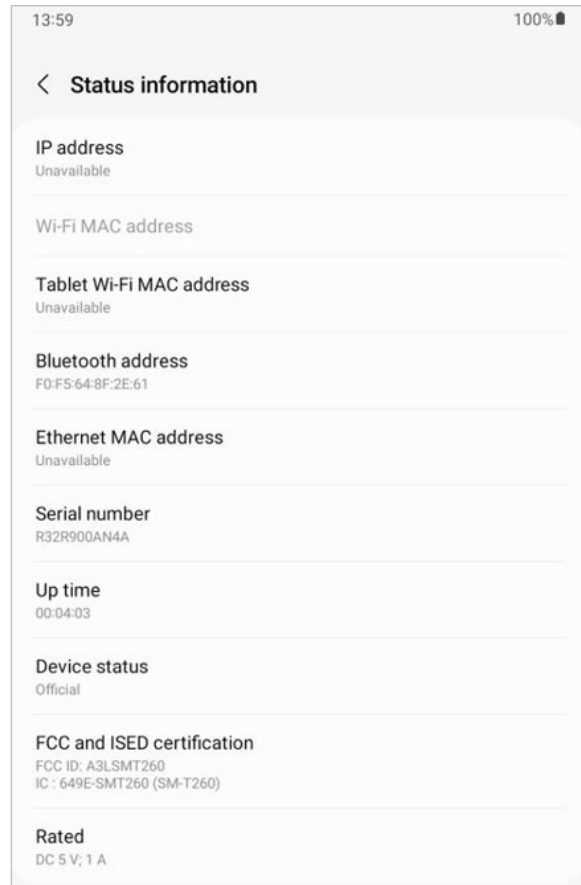 13:59 100%
Status information
IP address
Unavailable
Wi-Fi MAC address
Tablet Wi-Fi MAC address
Unavailable
Bluetooth address
F0:F5:64:8F:2E:61
Ethernet MAC address
Unavailable
Serial number
R32R900AN4A
Up time
00:04:03
Device status
Official
FCC and ISED certification
FCC ID: A3LSMT260
IC : 649E-SMT260 (SM-T260)
Rated
DC 5 V; 1 A